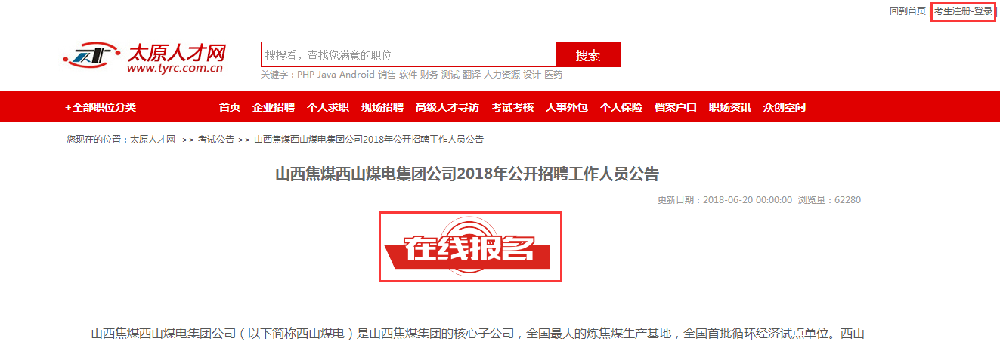 回到首页 | 考生注册-登录 |
太原人才网
www.tyrc.com.cn
搜搜看，查找您满意的职位 搜索
关键字：PHP Java Android 销售 软件 财务 测试 翻译 人力资源 设计 医药
+全部职位分类 首页 企业招聘 个人求职 现场招聘 高级人才寻访 考试考核 人事外包 个人保险 档案户口 职场资讯 众创空间
您现在的位置：太原人才网 >> 考试公告 >> 山西焦煤西山煤电集团公司2018年公开招聘工作人员公告
山西焦煤西山煤电集团公司2018年公开招聘工作人员公告
更新日期：2018-06-20 00:00:00 浏览量：62280
在线报名
山西焦煤西山煤电集团公司（以下简称西山煤电）是山西焦煤集团的核心子公司，全国最大的炼焦煤生产基地，全国首批循环经济试点单位。西山